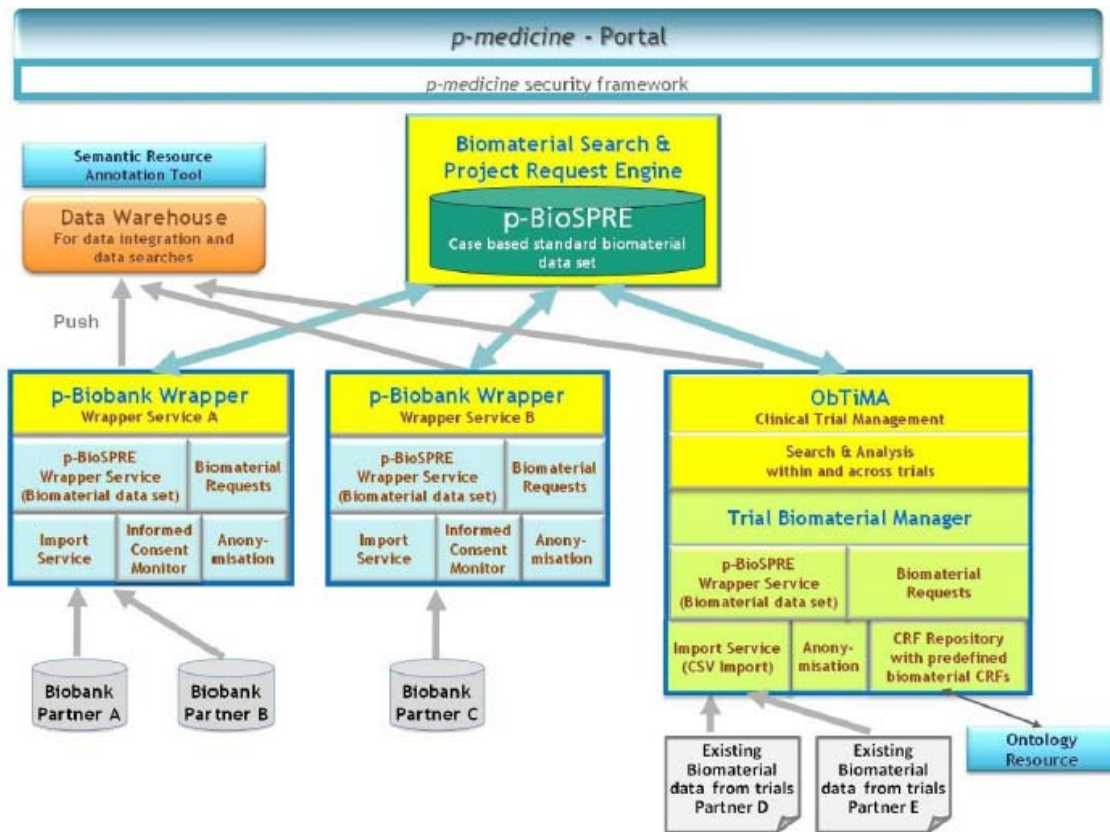 p-medicine - Portal
p-medicine security framework
Semantic Resource
Annotation Tool
Data Warehouse
For data integration and
data searches
Biomaterial Search &
Project Request Engine
p-BioSPRE
Case based standard biomaterial
data set
Push
p-Biobank Wrapper
Wrapper Service A
p-BioSPRE
Wrapper Service
(Biomaterial data set)
Biomaterial
Requests
Import
Service
Informed
Consent
Monitor
Anony-
misation
p-Biobank Wrapper
Wrapper Service B
p-BioSPRE
Wrapper Service
(Biomaterial data set)
Biomaterial
Requests
Import
Service
Informed
Consent
Monitor
Anony-
misation
ObTiMA
Clinical Trial Management
Search & Analysis
within and across trials
Trial Biomaterial Manager
p-BioSPRE
Wrapper Service
(Biomaterial data set)
Biomaterial
Requests
Import Service
(CSV Import)
Anony-
misation
CRF Repository
with predefined
biomaterial CRFs
Biobank
Partner A
Biobank
Partner B
Biobank
Partner C
Existing
Biomaterial
data from trials
Partner D
Existing
Biomaterial
data from trials
Partner E
Ontology
Resource